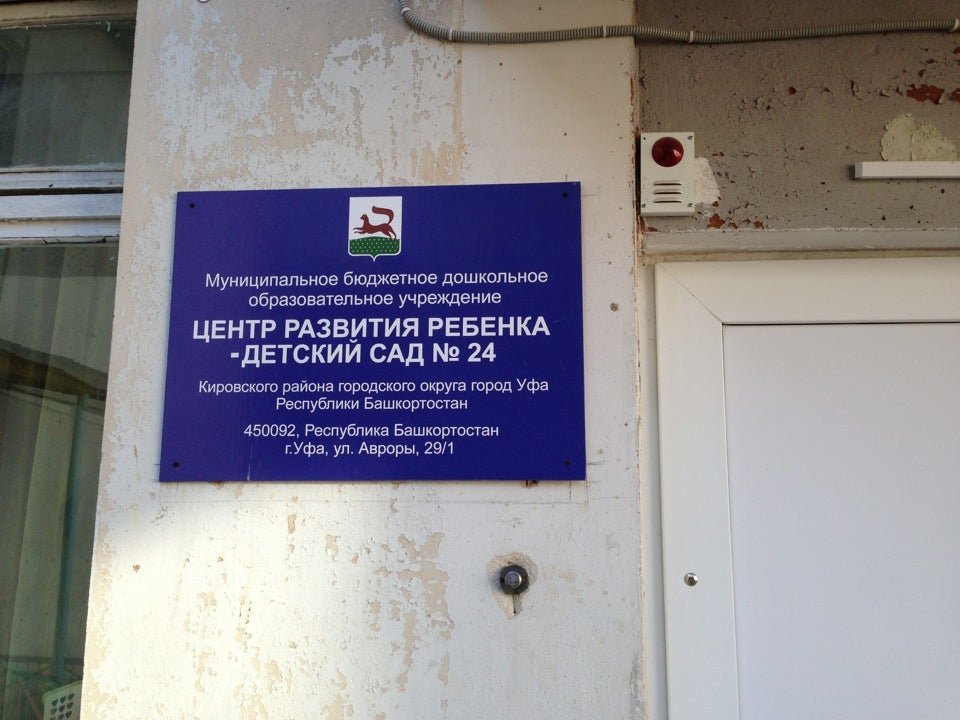 Муниципальное бюджетное дошкольное
образовательное учреждение
ЦЕНТР РАЗВИТИЯ РЕБЕНКА
-ДЕТСКИЙ САД № 24
Кировского района городского округа город Уфа
Республики Башкортостан
450092, Республика Башкортостан
г.Уфа, ул. Авроры, 29/1